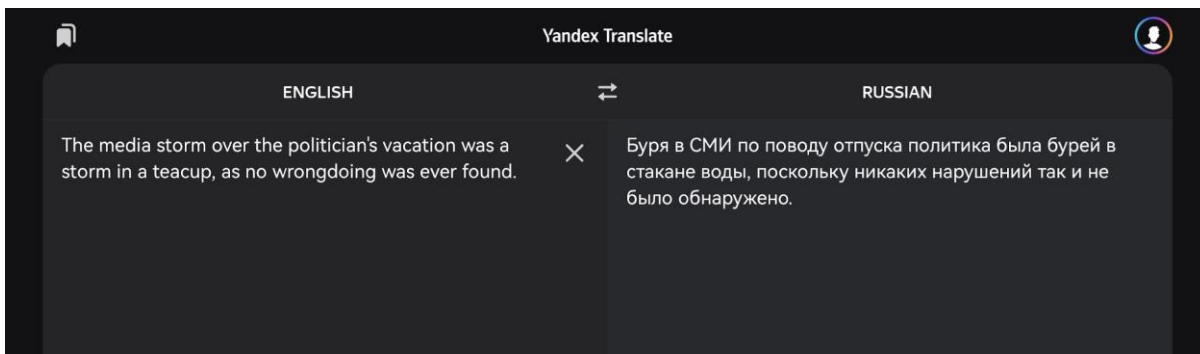 Yandex Translate
ENGLISH
RUSSIAN
The media storm over the politician's vacation was a
storm in a teacup, as no wrongdoing was ever found.
Буря в СМИ по поводу отпуска политика была бурей в
стакане воды, поскольку никаких нарушений так и не
было обнаружено.